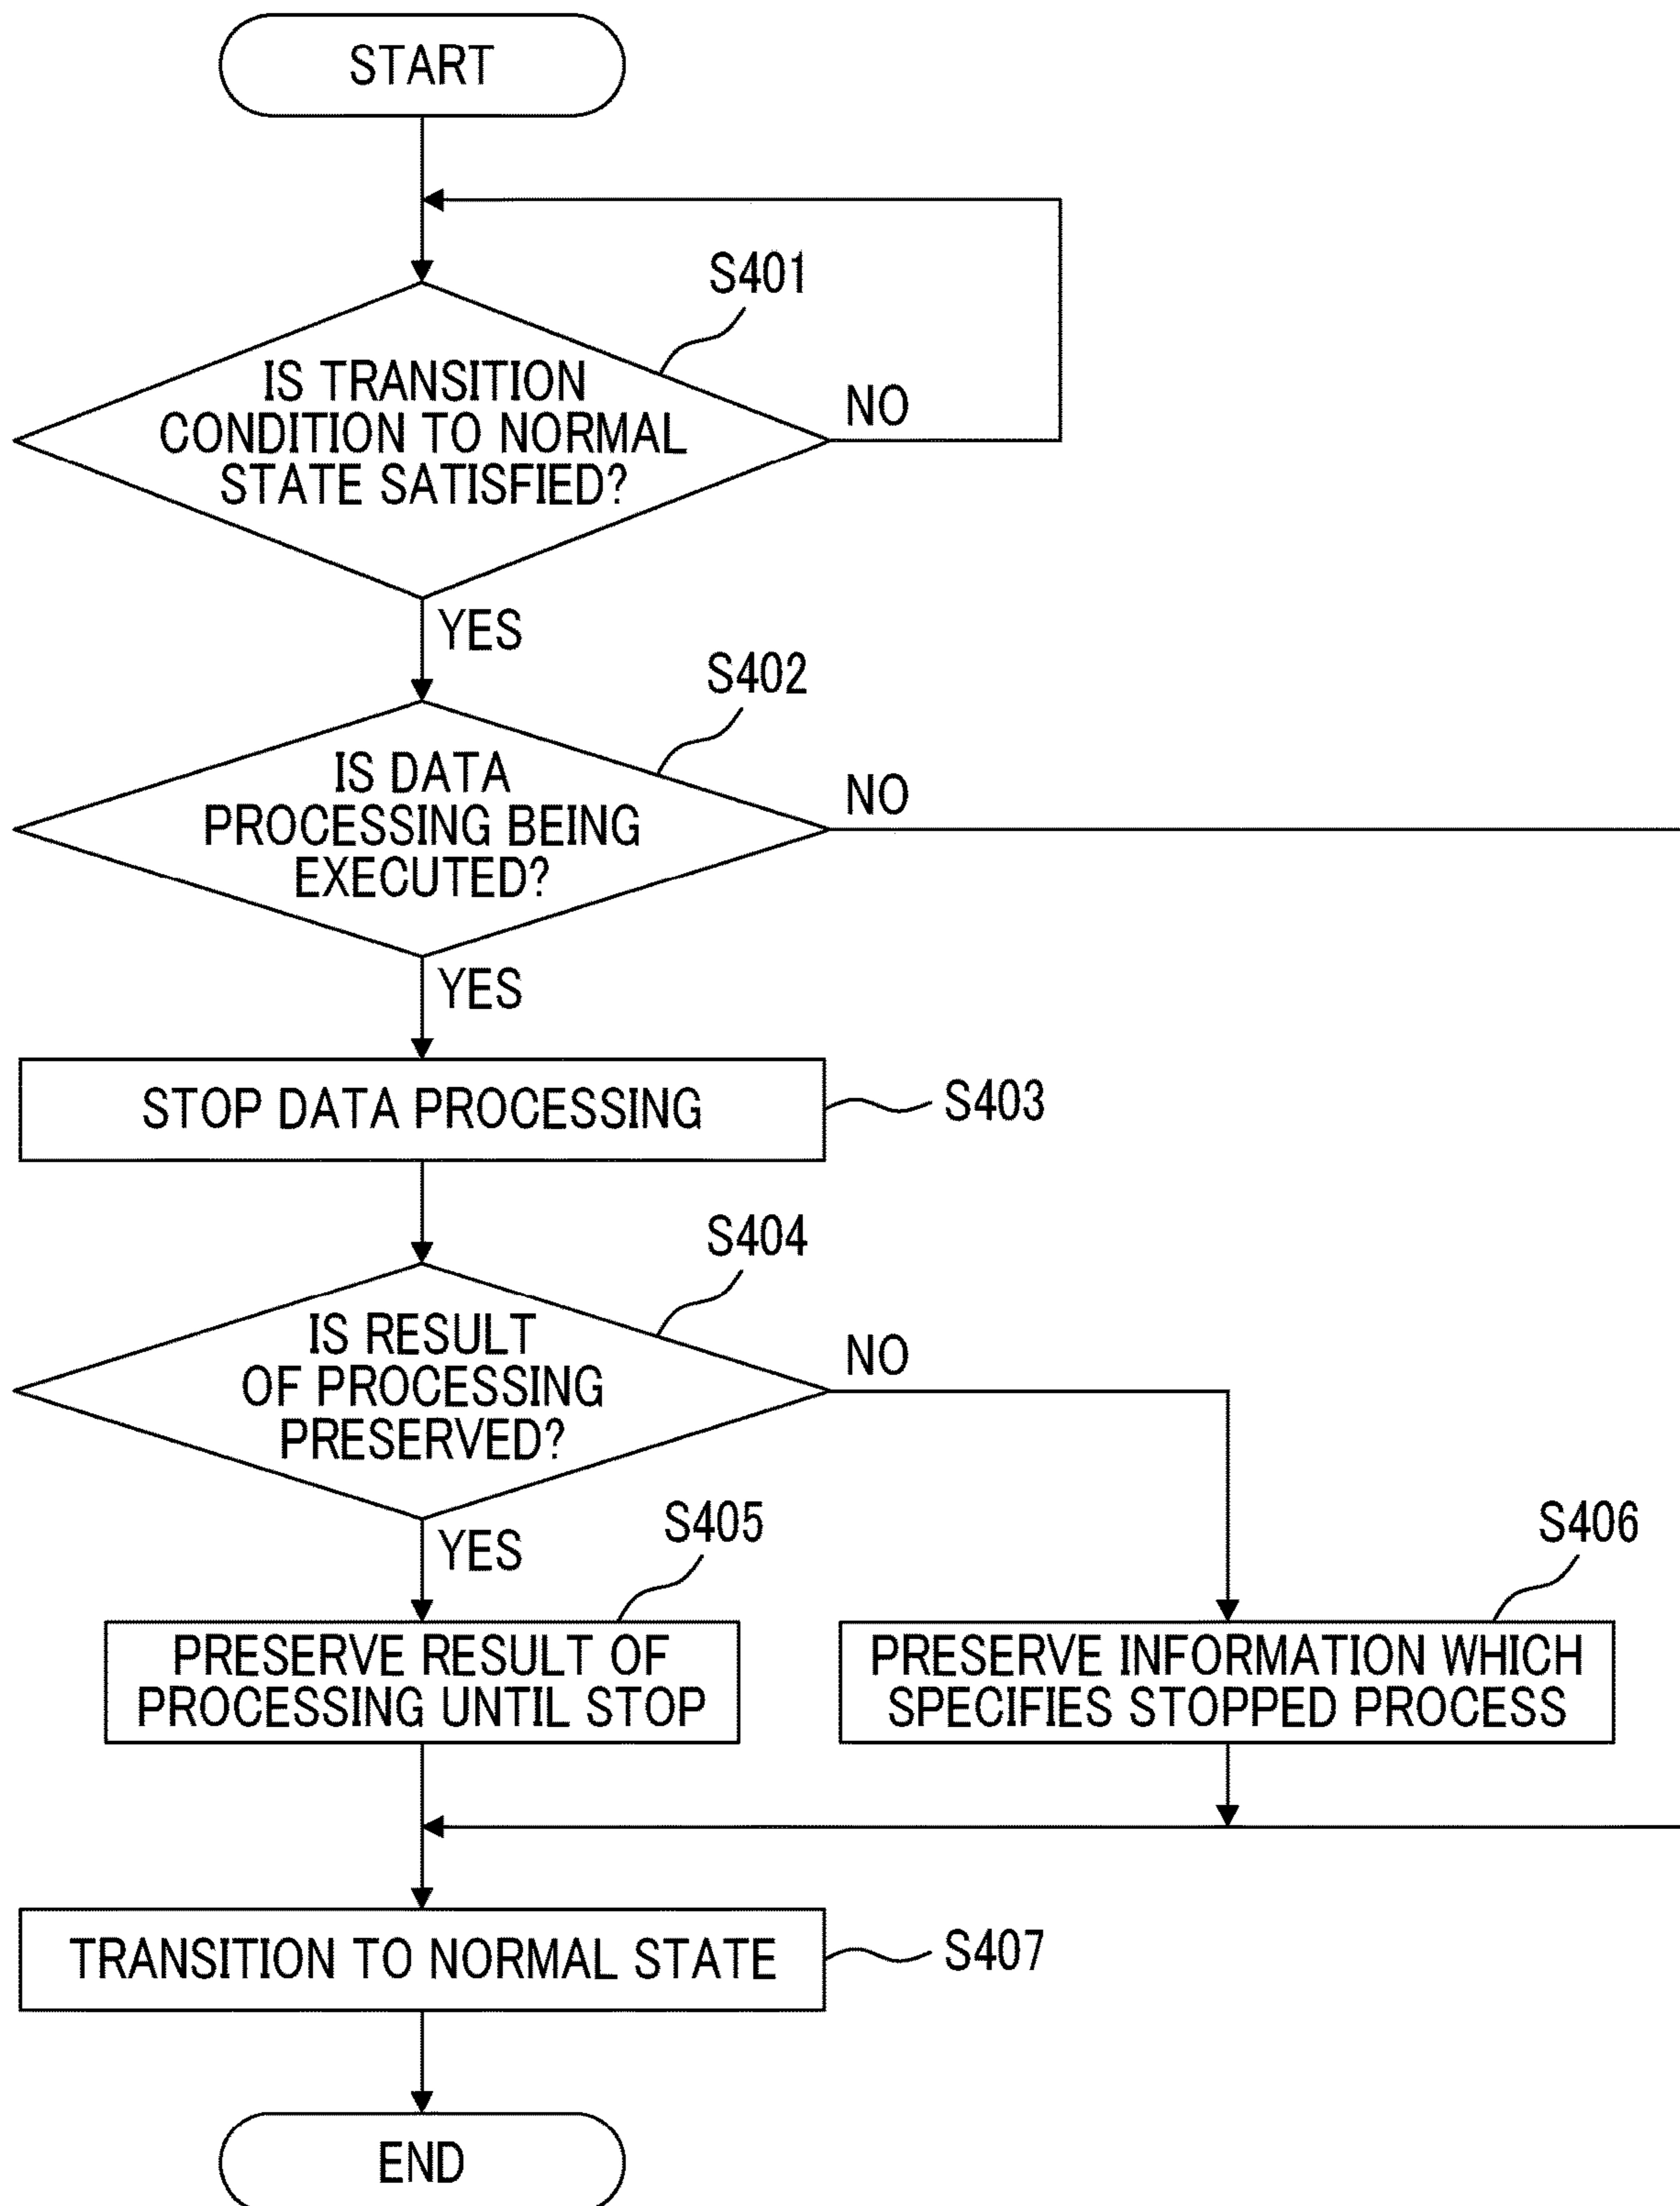 START
S401
IS TRANSITION
CONDITION TO NORMAL
STATE SATISFIED?
NO
YES
S402
IS DATA
PROCESSING BEING
EXECUTED?
NO
YES
STOP DATA PROCESSING
S403
S404
IS RESULT
OF PROCESSING
PRESERVED?
NO
YES
S405
PRESERVE RESULT OF
PROCESSING UNTIL STOP
S406
PRESERVE INFORMATION WHICH
SPECIFIES STOPPED PROCESS
TRANSITION TO NORMAL STATE
S407
END